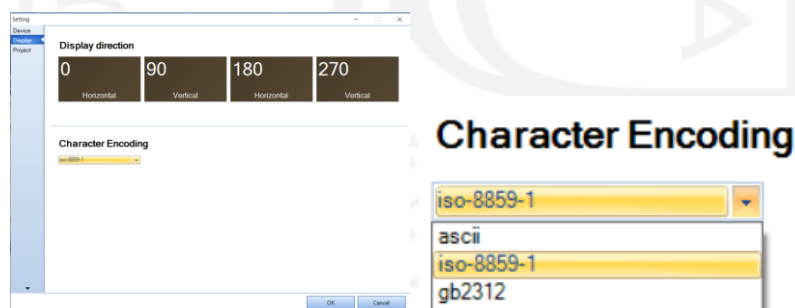 Setting
Device
Display
Project
Display direction
0
Horizontal
90
Vertical
180
Horizontal
270
Vertical
Character Encoding
iso-8859-1
OK
Cancel
Character Encoding
iso-8859-1
ascii
iso-8859-1
gb2312